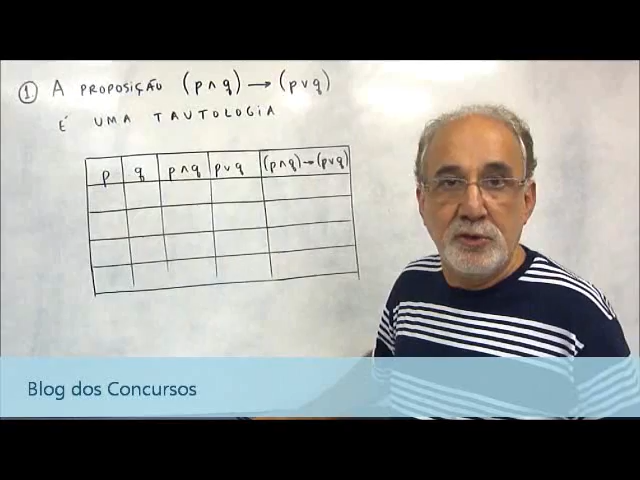 1. A PROPOSIÇÃO (p ∧ q) → (p ∨ q)
É UMA TAUTOLOGIA
p q p ∧ q p ∨ q (p ∧ q) → (p ∨ q)
Blog dos Concursos